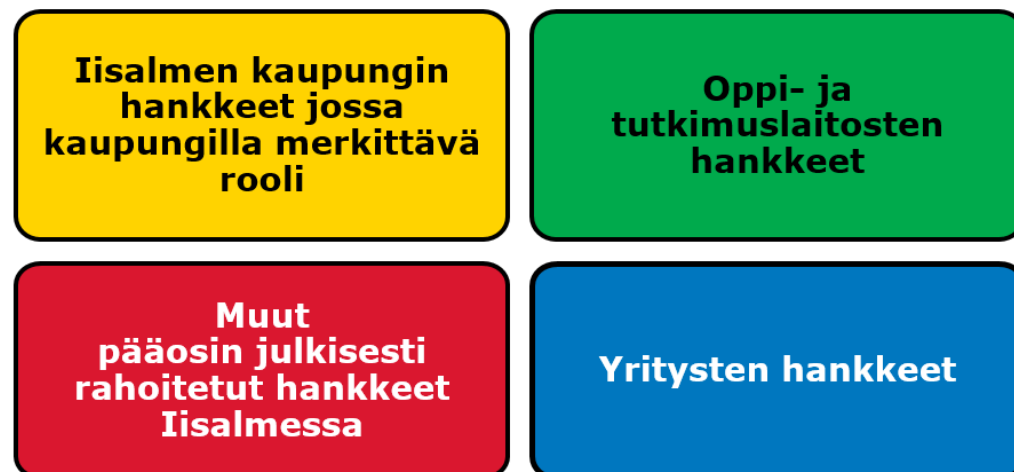 Iisalmen kaupungin
hankkeet jossa
kaupungilla merkittävä
rooli
Oppi- ja
tutkimuslaitosten
hankkeet
Muut
pääosin julkisesti
rahoitetut hankkeet
Iisalmessa
Yritysten hankkeet